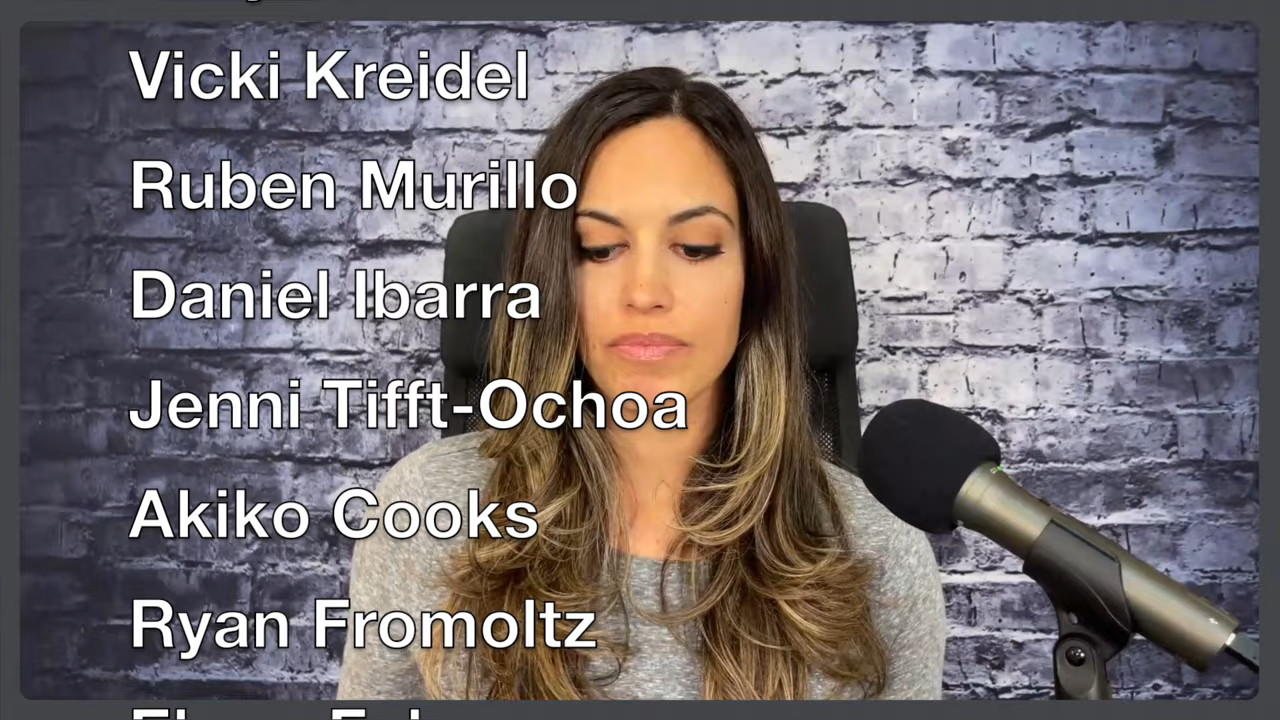 Vicki Kreidel
Ruben Murillo
Daniel Ibarra
Jenni Tifft-Ochoa
Akiko Cooks
Ryan Fromoltz